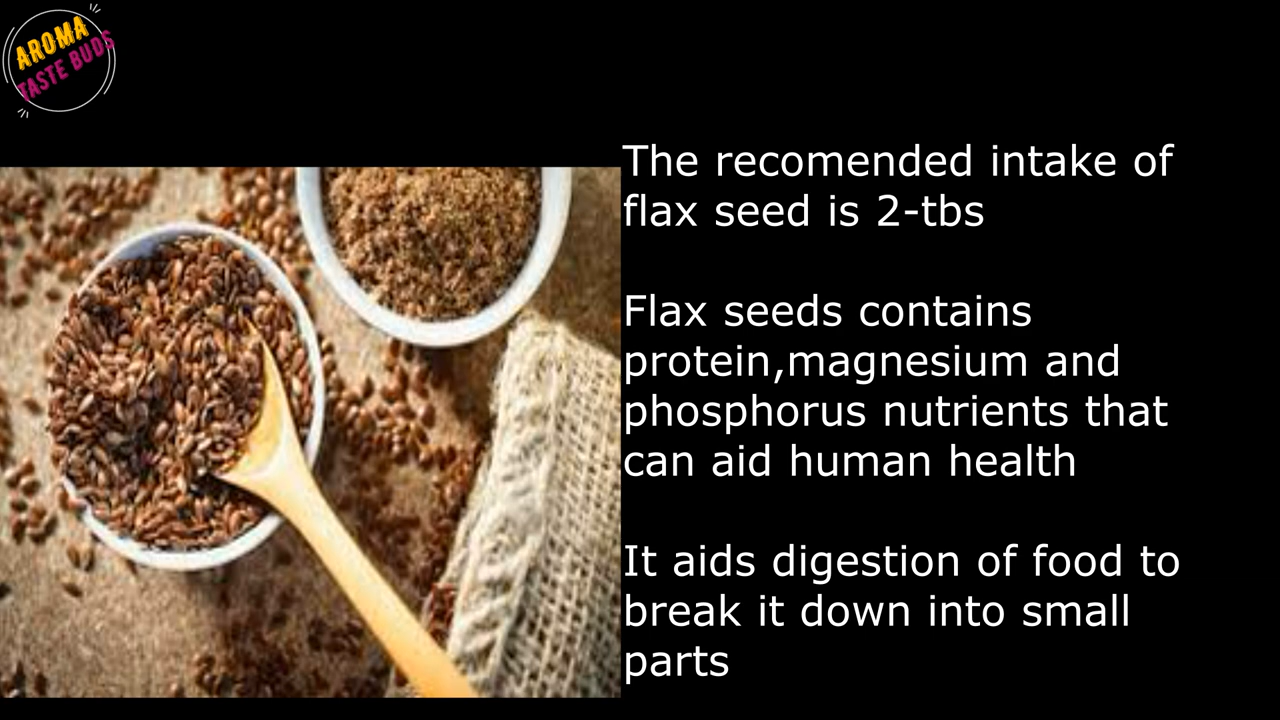 AROMA
TASTE BUDS
The recomended intake of
flax seed is 2-tbs
Flax seeds contains
protein,magnesium and
phosphorus nutrients that
can aid human health
It aids digestion of food to
break it down into small
parts